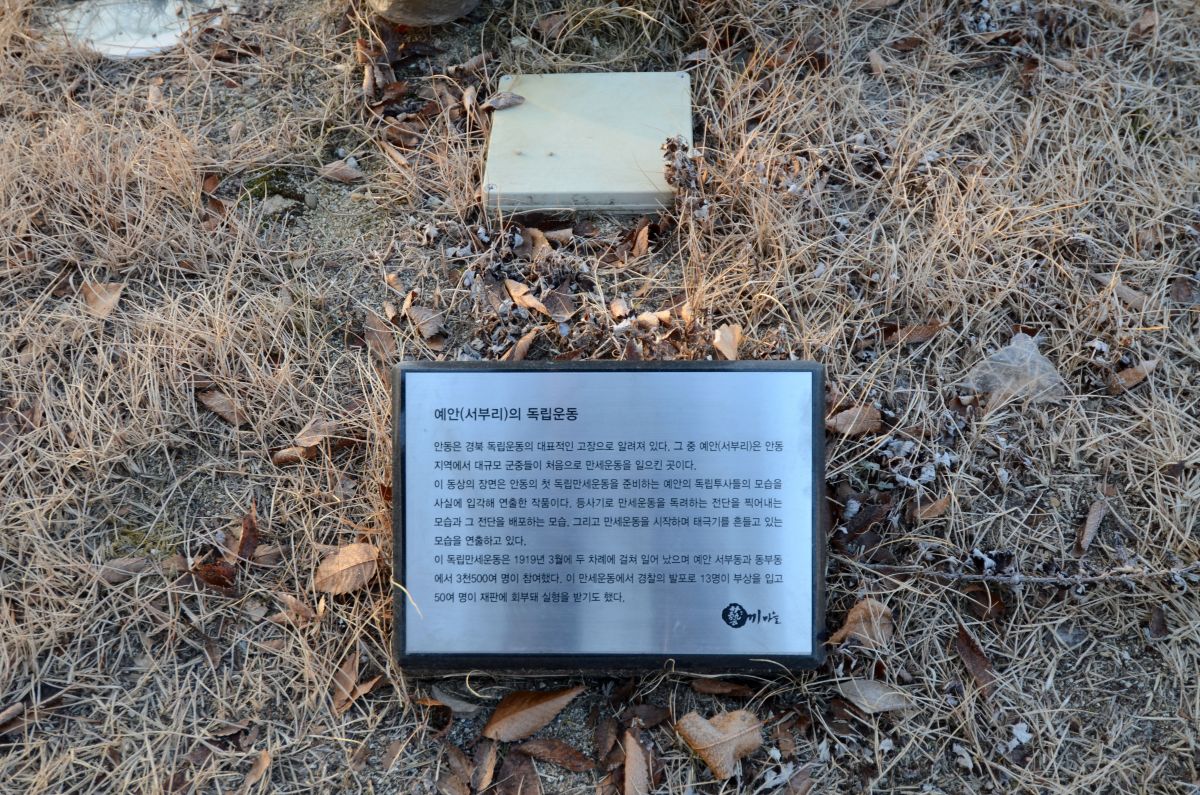 예안(서부리)의 독립운동
안동은 경북 독립운동의 대표적인 고장으로 알려져 있다. 그 중 예안(서부리)은 안동
지역에서 대규모 군중들이 처음으로 만세운동을 일으킨 곳이다.
이 동상의 장면은 안동의 첫 독립만세운동을 준비하는 예안의 독립투사들의 모습을
사실에 입각해 연출한 작품이다. 등사기로 만세운동을 독려하는 전단을 찍어내는
모습과 그 전단을 배포하는 모습. 그리고 만세운동을 시작하며 태극기를 흔들고 있는
모습을 연출하고 있다.
이 독립만세운동은 1919년 3월에 두 차례에 걸쳐 일어 났으며 예안 서부동과 동부동
에서 3천500여 명이 참여했다. 이 만세운동에서 경찰의 발포로 13명이 부상을 입고
50여 명이 재판에 회부돼 실형을 받기도 했다.
끼마을